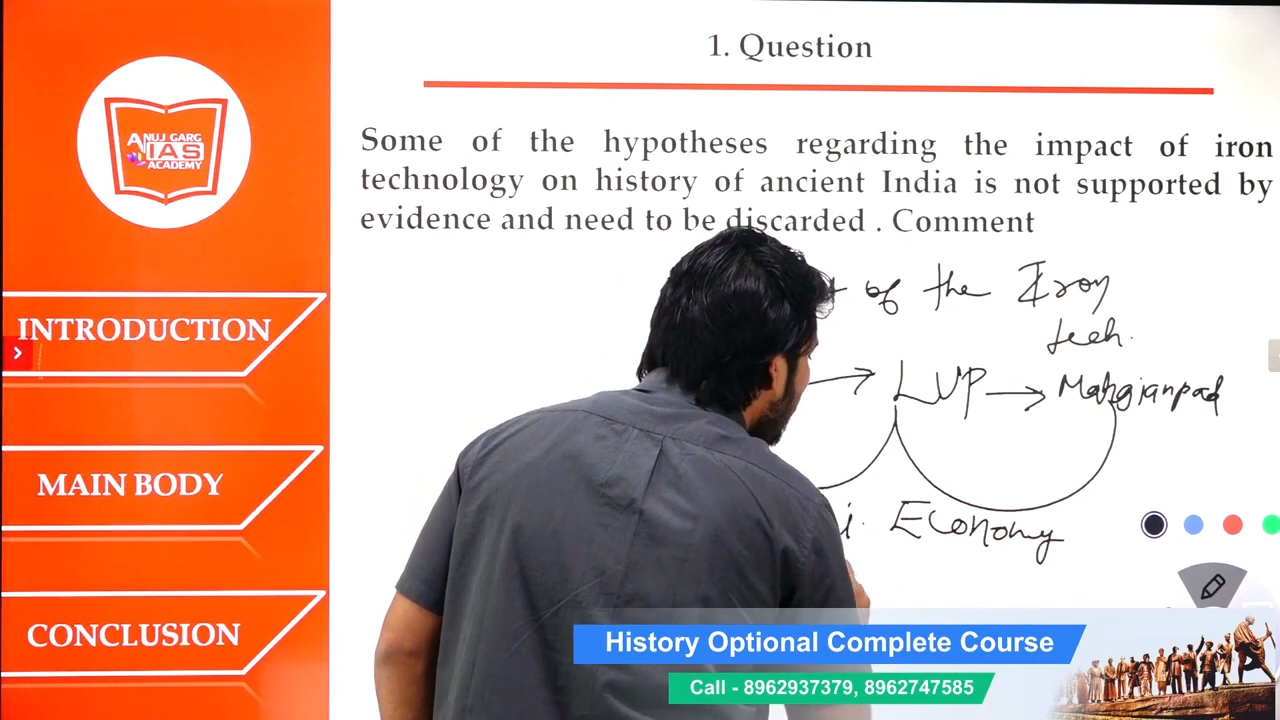 1. Question
ANUJ GARG
IAS
ACADEMY
Some of the hypotheses regarding the impact of iron
technology on history of ancient India is not supported by
evidence and need to be discarded . Comment
of the Iron
tech.
INTRODUCTION
LVP → Mahajanpad
MAIN BODY
i. Economy
CONCLUSION
History Optional Complete Course
Call - 8962937379, 8962747585